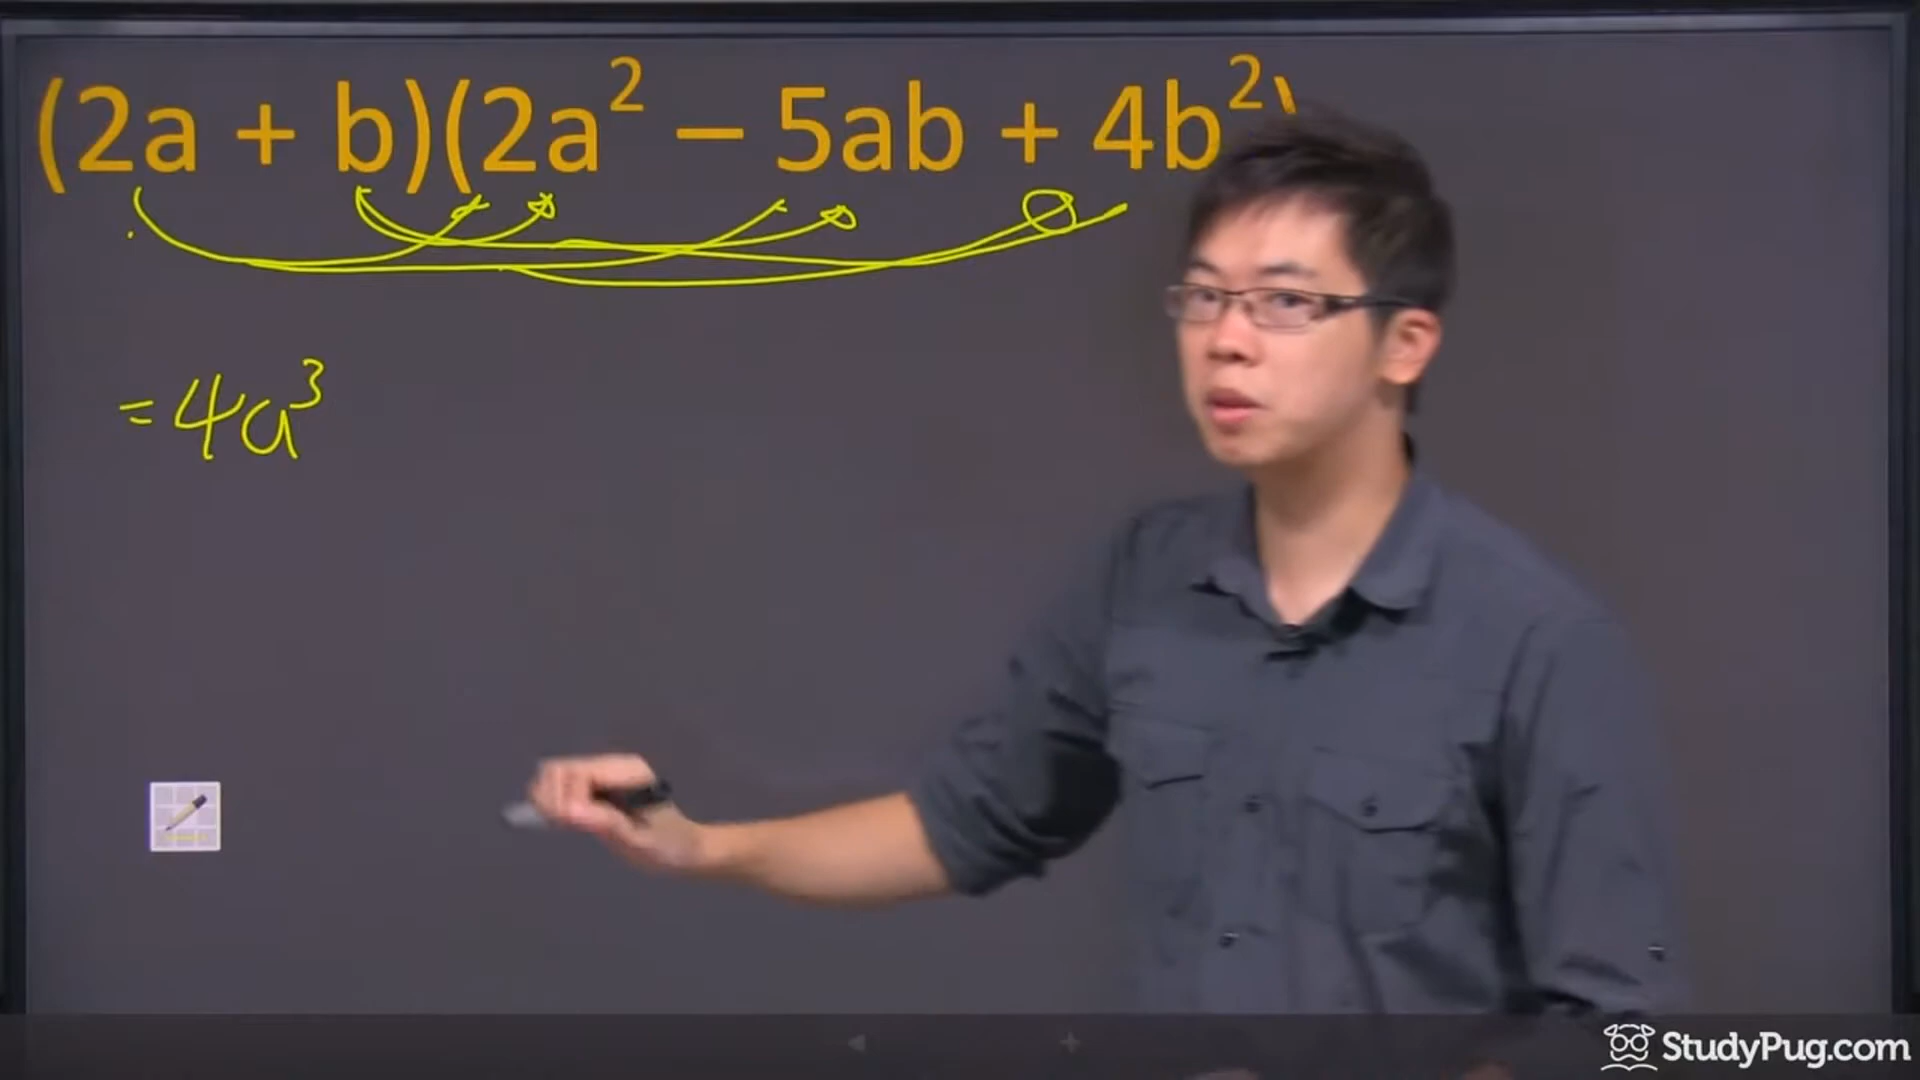 (2a + b)(2a² – 5ab + 4b²)
= 4a³
StudyPug.com